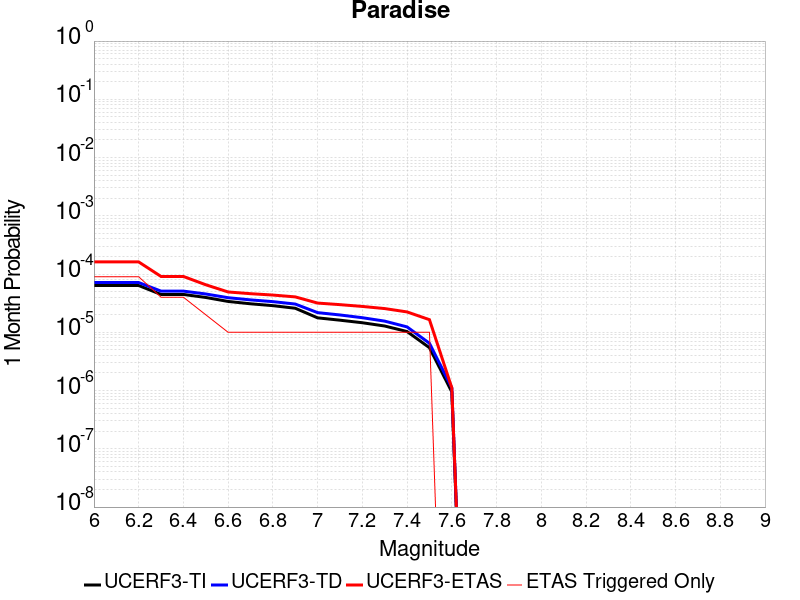 Paradise
10^0
10^-1
10^-2
10^-3
10^-4
10^-5
10^-6
10^-7
10^-8
1 Month Probability
6 6.2 6.4 6.6 6.8 7 7.2 7.4 7.6 7.8 8 8.2 8.4 8.6 8.8 9
Magnitude
UCERF3-TI UCERF3-TD UCERF3-ETAS ETAS Triggered Only